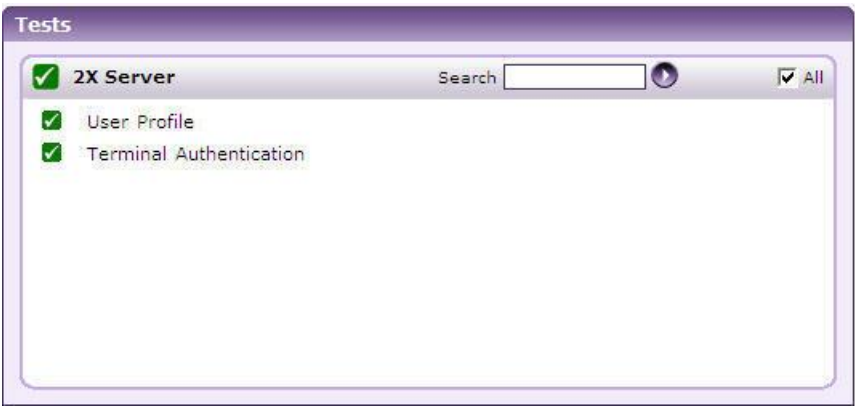 Tests
2X Server Search All
User Profile
Terminal Authentication